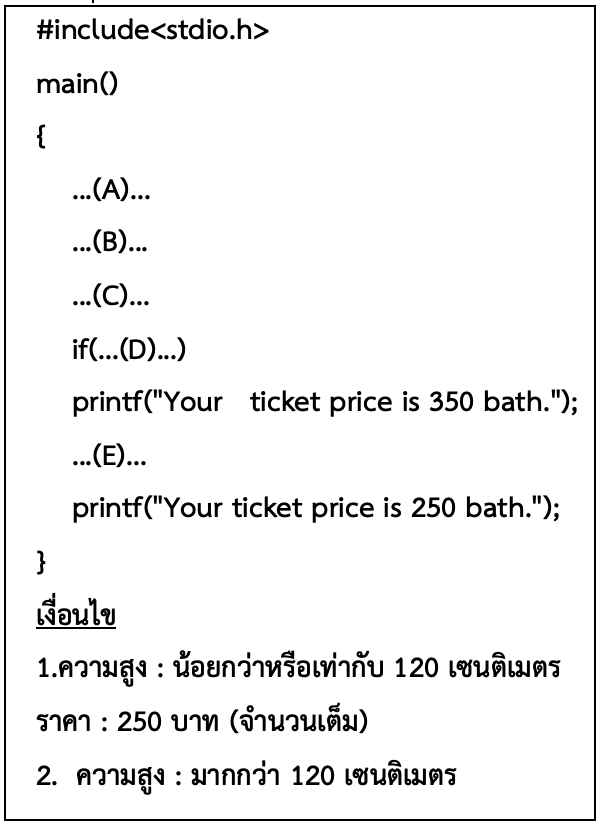 #include<stdio.h>
main()
{
...(A)...
...(B)...
...(C)...
if(...(D)...)
printf("Your   ticket price is 350 bath.");
...(E)...
printf("Your ticket price is 250 bath.");
}
เงื่อนไข
1.ความสูง : น้อยกว่าหรือเท่ากับ 120 เซนติเมตร
ราคา : 250 บาท (จำนวนเต็ม)
2.  ความสูง : มากกว่า 120 เซนติเมตร